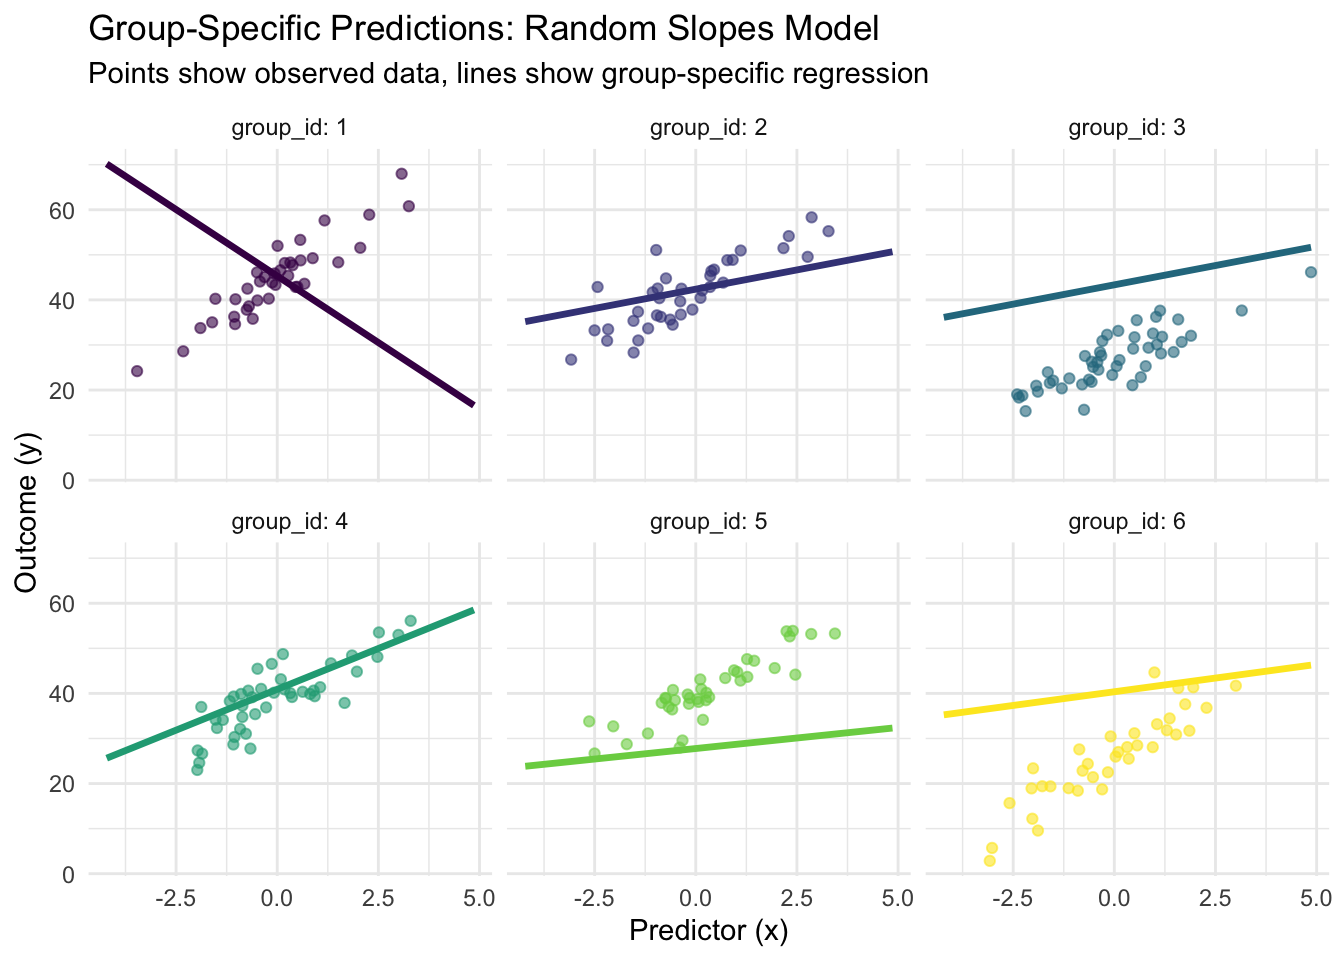 Group-Specific Predictions: Random Slopes Model
Points show observed data, lines show group-specific regression
group_id: 1
group_id: 2
group_id: 3
60
40
20
0
group_id: 4
group_id: 5
group_id: 6
60
40
20
0
Outcome (y)
-2.5 0.0 2.5 5.0
-2.5 0.0 2.5 5.0
-2.5 0.0 2.5 5.0
Predictor (x)